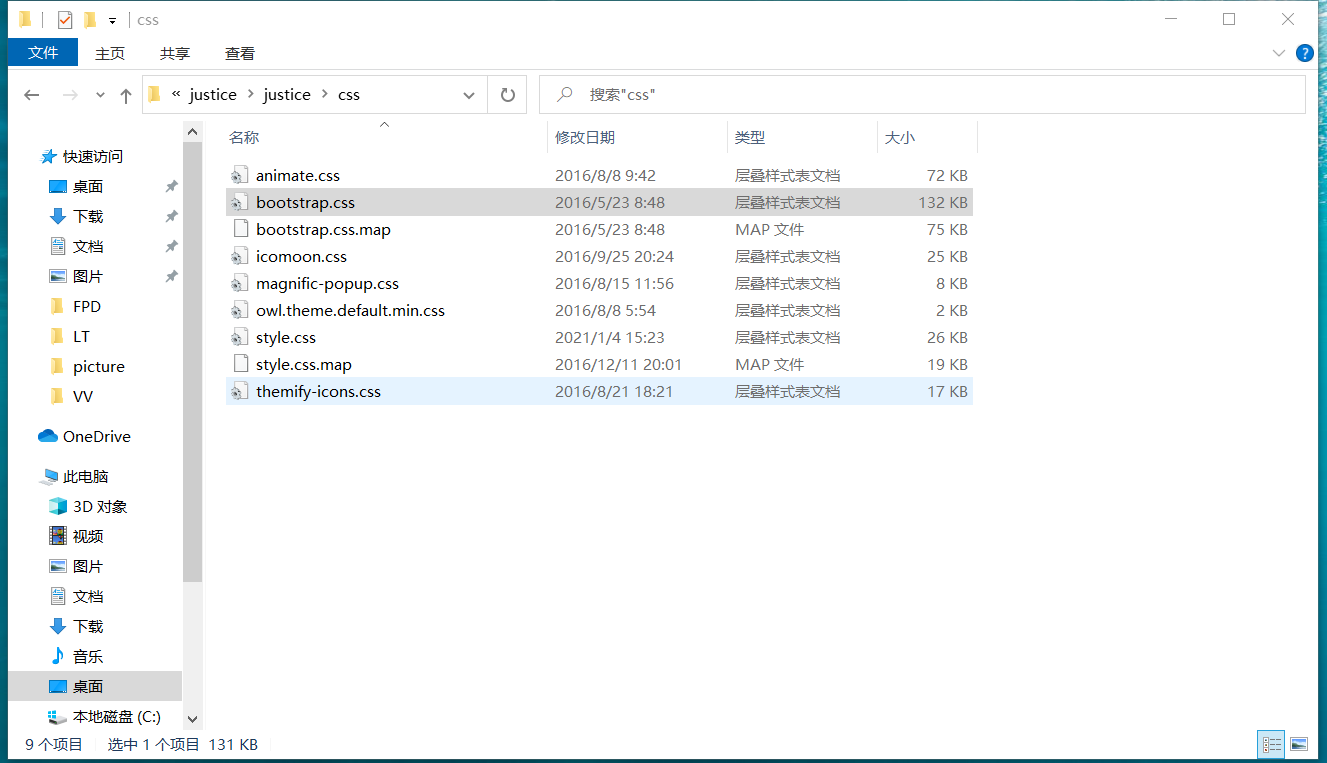 css
文件 主页 共享 查看
« justice > justice > css 搜索"css"
名称 修改日期 类型 大小
快速访问
桌面
下载
文档
图片
FPD
LT
picture
VV
OneDrive
此电脑
3D 对象
视频
图片
文档
下载
音乐
桌面
本地磁盘 (C:)
animate.css 2016/8/8 9:42 层叠样式表文档 72 KB
bootstrap.css 2016/5/23 8:48 层叠样式表文档 132 KB
bootstrap.css.map 2016/5/23 8:48 MAP 文件 75 KB
icomoon.css 2016/9/25 20:24 层叠样式表文档 25 KB
magnific-popup.css 2016/8/15 11:56 层叠样式表文档 8 KB
owl.theme.default.min.css 2016/8/8 5:54 层叠样式表文档 2 KB
style.css 2021/1/4 15:23 层叠样式表文档 26 KB
style.css.map 2016/12/11 20:01 MAP 文件 19 KB
themify-icons.css 2016/8/21 18:21 层叠样式表文档 17 KB
9 个项目 选中 1 个项目 131 KB